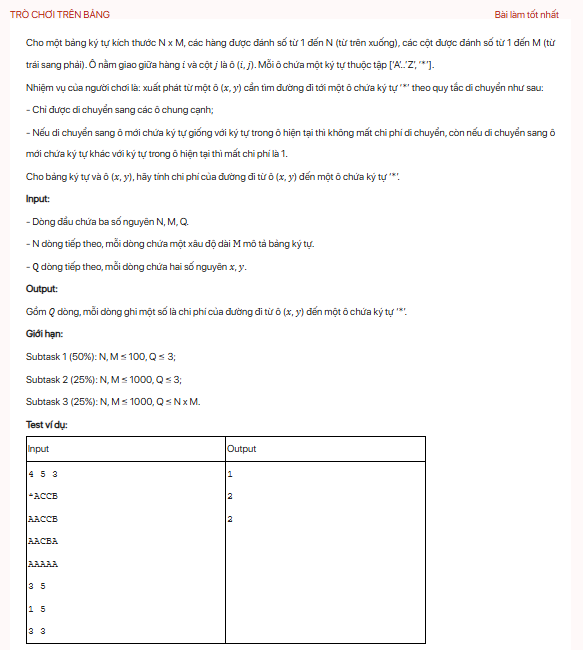 TRÒ CHƠI TRÊN BẢNG
Bài làm tốt nhất
Cho một bảng ký tự kích thước N x M, các hàng được đánh số từ 1 đến N (từ trên xuống), các cột được đánh số từ 1 đến M (từ
trái sang phải). Ô nằm giao giữa hàng i và cột j là ô (i, j). Mỗi ô chứa một ký tự thuộc tập ['A'..'Z', '*'].
Nhiệm vụ của người chơi là: xuất phát từ một ô (x, y) cần tìm đường đi tới một ô chứa ký tự '*' theo quy tắc di chuyển như sau:
- Chỉ được di chuyển sang các ô chung cạnh;
- Nếu di chuyển sang ô mới chứa ký tự giống với ký tự trong ô hiện tại thì không mất chi phí di chuyển, còn nếu di chuyển sang ô
mới chứa ký tự khác với ký tự trong ô hiện tại thì mất chi phí là 1.
Cho bảng ký tự và ô (x, y), hãy tính chi phí của đường đi từ ô (x, y) đến một ô chứa ký tự '*'.
Input:
- Dòng đầu chứa ba số nguyên N, M, Q.
- N dòng tiếp theo, mỗi dòng chứa một xâu độ dài M mô tả bảng ký tự.
- Q dòng tiếp theo, mỗi dòng chứa hai số nguyên x, y.
Output:
Gồm Q dòng, mỗi dòng ghi một số là chi phí của đường đi từ ô (x, y) đến một ô chứa ký tự '*'.
Giới hạn:
Subtask 1 (50%): N, M ≤ 100, Q ≤ 3;
Subtask 2 (25%): N, M ≤ 1000, Q ≤ 3;
Subtask 3 (25%): N, M ≤ 1000, Q ≤ N x M.
Test ví dụ:
Input Output
4 5 3 1
*ACCB 2
AACCB 2
AACBA
AAAAA
3 5
1 5
3 3